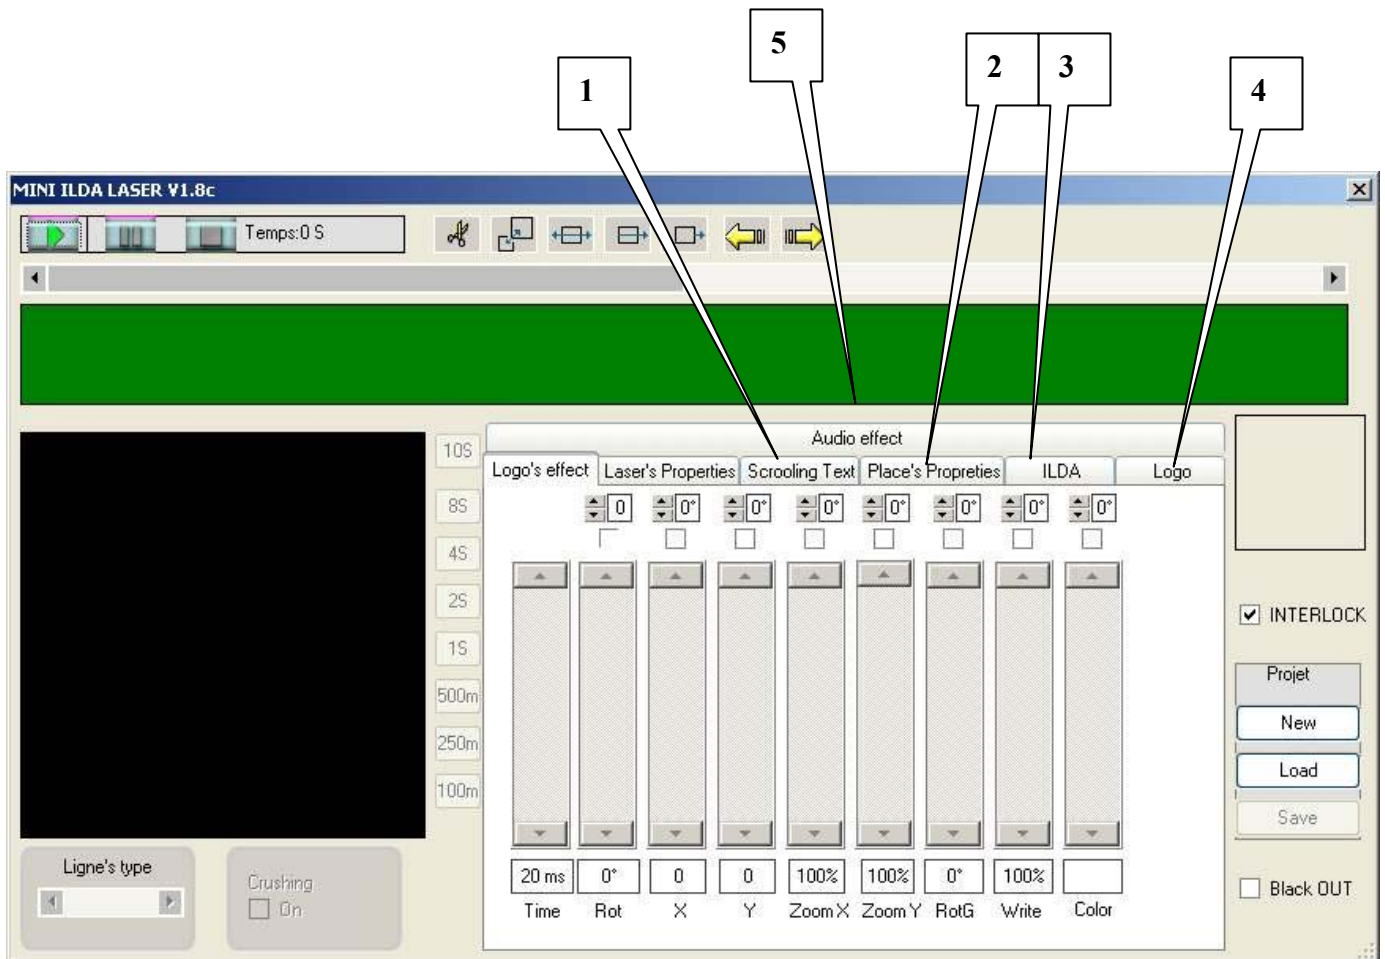 5
1
2
3
4
MINI ILDA LASER V1.8c
Temps:0 S
Audio effect
Logo's effect
Laser's Properties
Scrooling Text
Place's Propreties
ILDA
Logo
10S
8S
4S
2S
1S
500m
250m
100m
0
0°
0°
0°
0°
0°
0°
0°
20 ms
0°
0
0
100%
100%
0°
100%
Time
Rot
X
Y
Zoom X
Zoom Y
RotG
Write
Color
INTERLOCK
Projet
New
Load
Save
Black OUT
Ligne's type
Crushing
On